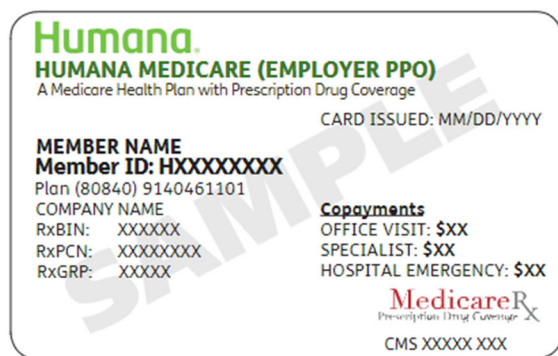 Humana.
HUMANA MEDICARE (EMPLOYER PPO)
A Medicare Health Plan with Prescription Drug Coverage
CARD ISSUED: MM/DD/YYYY
MEMBER NAME
Member ID: HXXXXXXXX
Plan (80840) 9140461101
COMPANY NAME
RxBIN: XXXXXX
RxPCN: XXXXXXXX
RxGRP: XXXXX
Copayments
OFFICE VISIT: $XX
SPECIALIST: $XX
HOSPITAL EMERGENCY: $XX
MedicareRx
Prescription Drug Coverage
CMS XXXXX XXX
SAMPLE